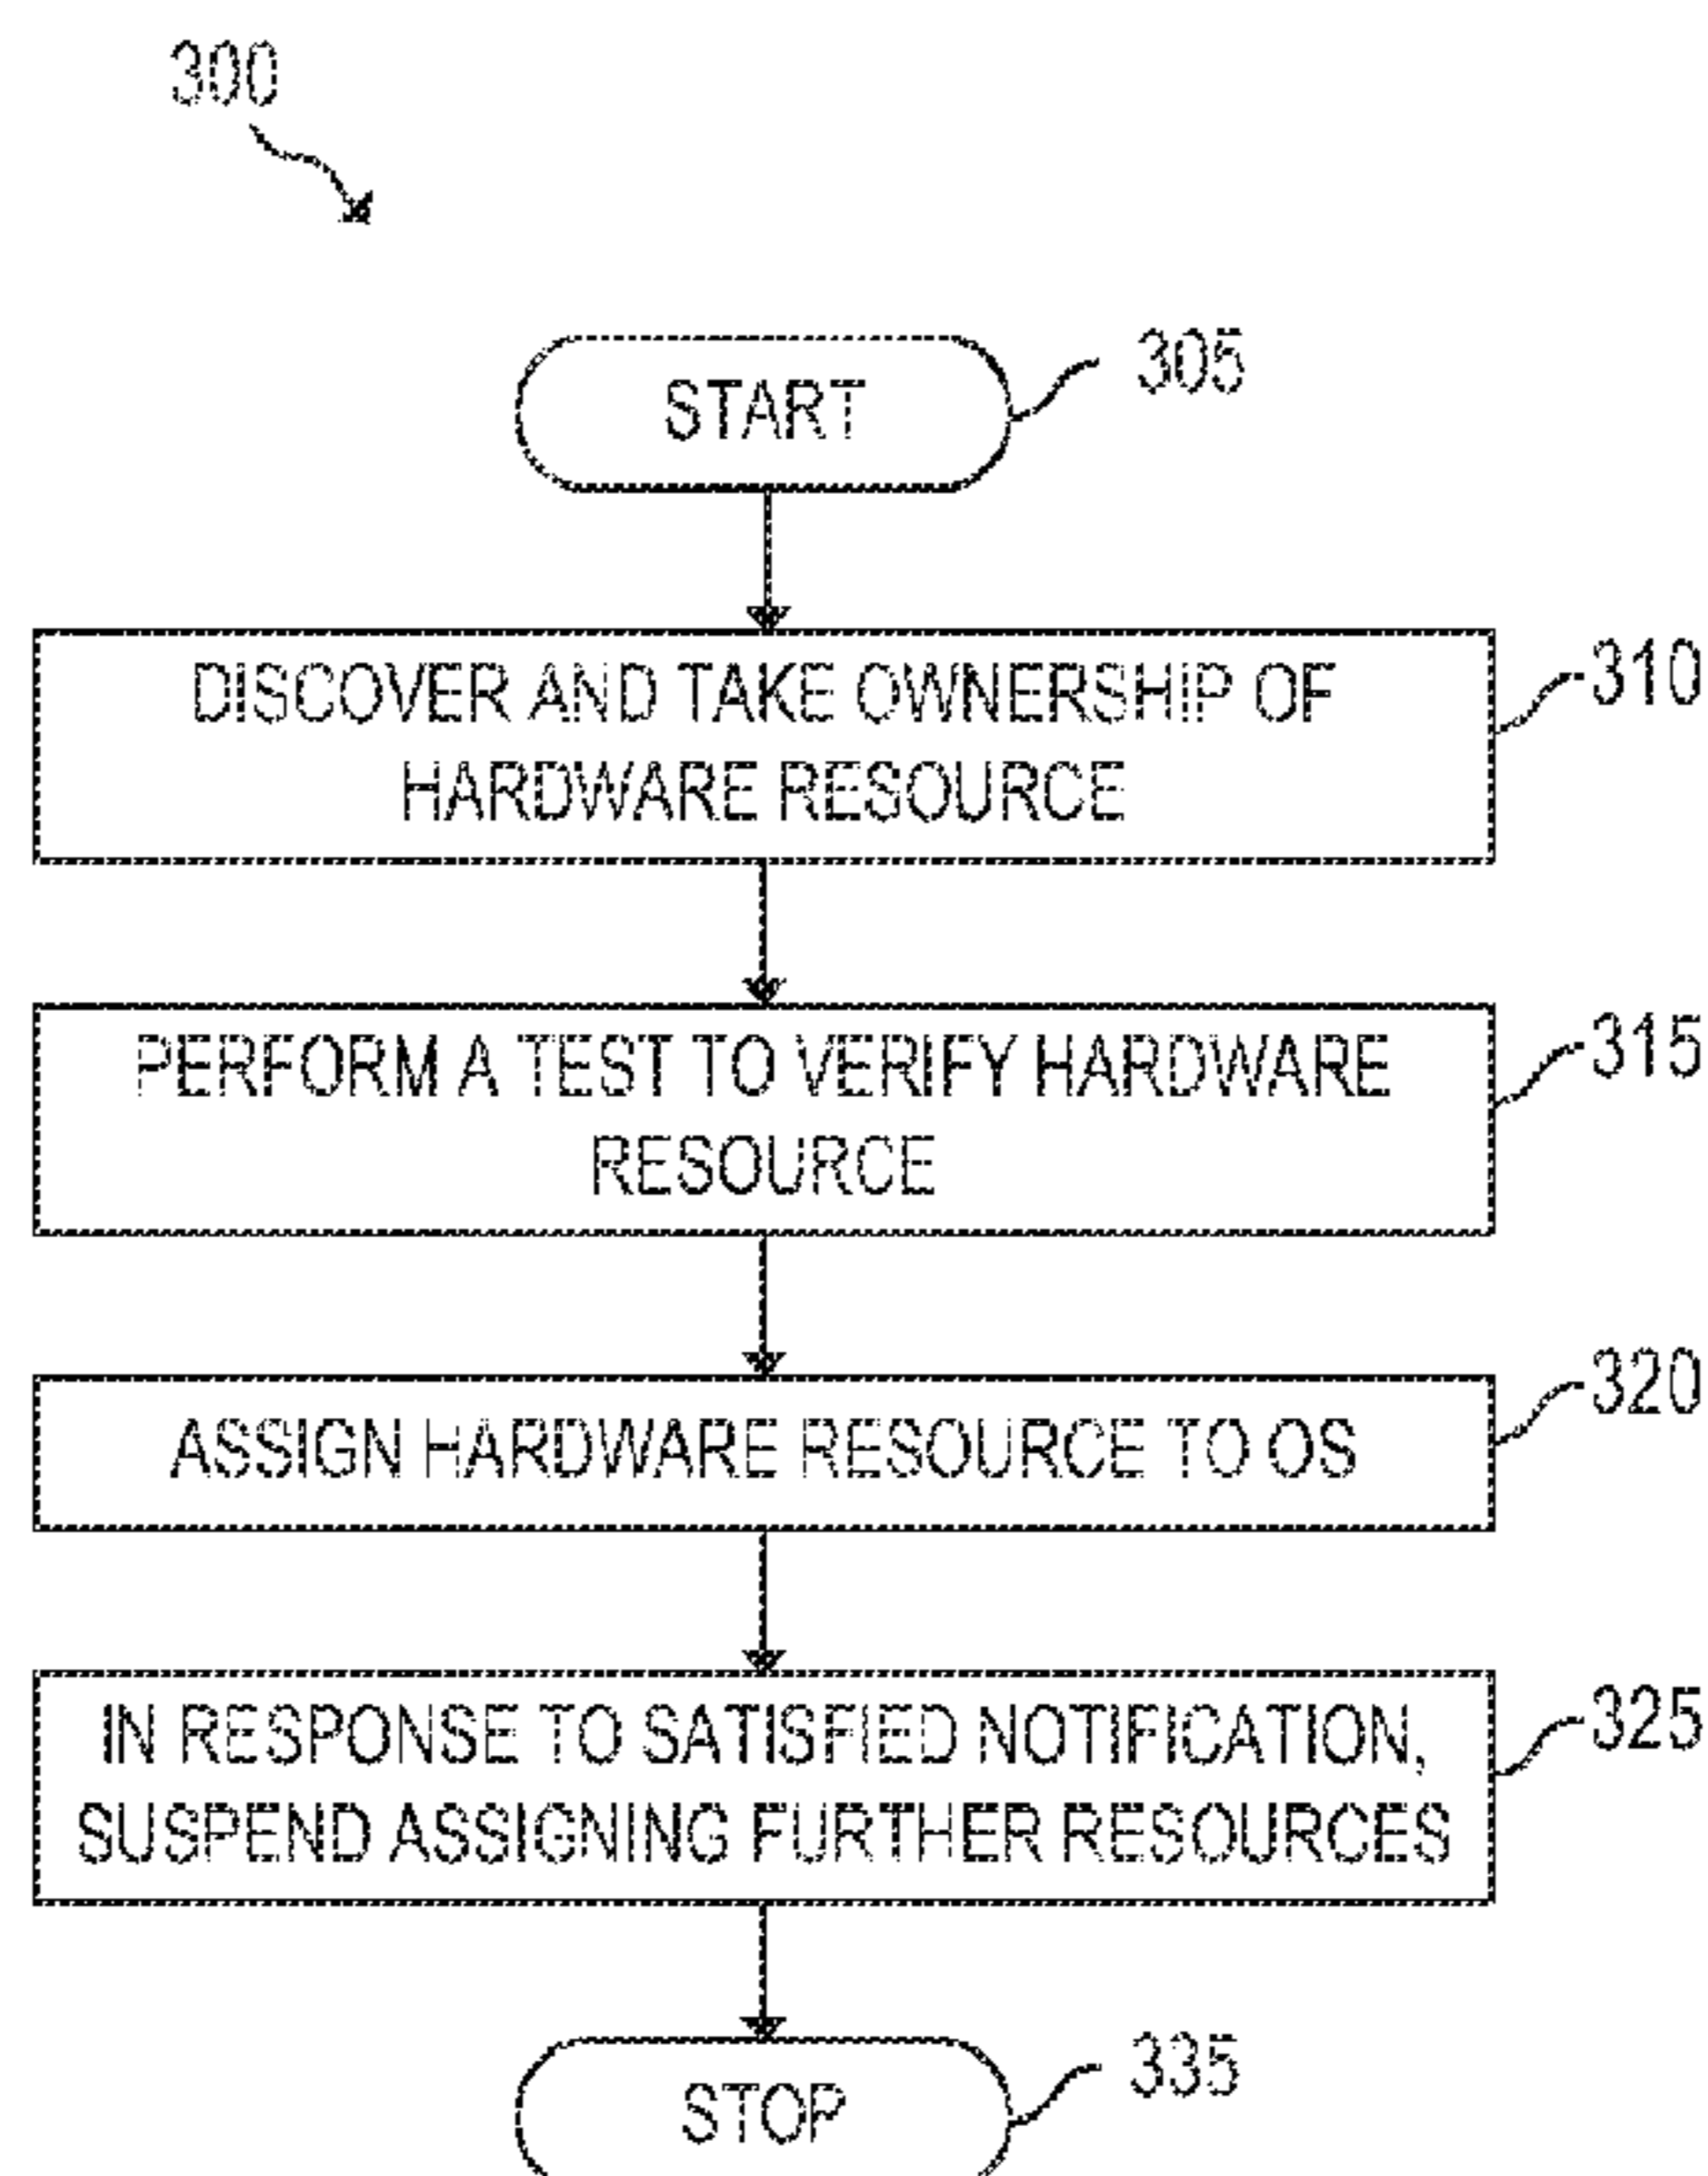 300
START
305
DISCOVER AND TAKE OWNERSHIP OF
HARDWARE RESOURCE
310
PERFORM A TEST TO VERIFY HARDWARE
RESOURCE
315
ASSIGN HARDWARE RESOURCE TO OS
320
IN RESPONSE TO SATISFIED NOTIFICATION,
SUSPEND ASSIGNING FURTHER RESOURCES
325
STOP
335